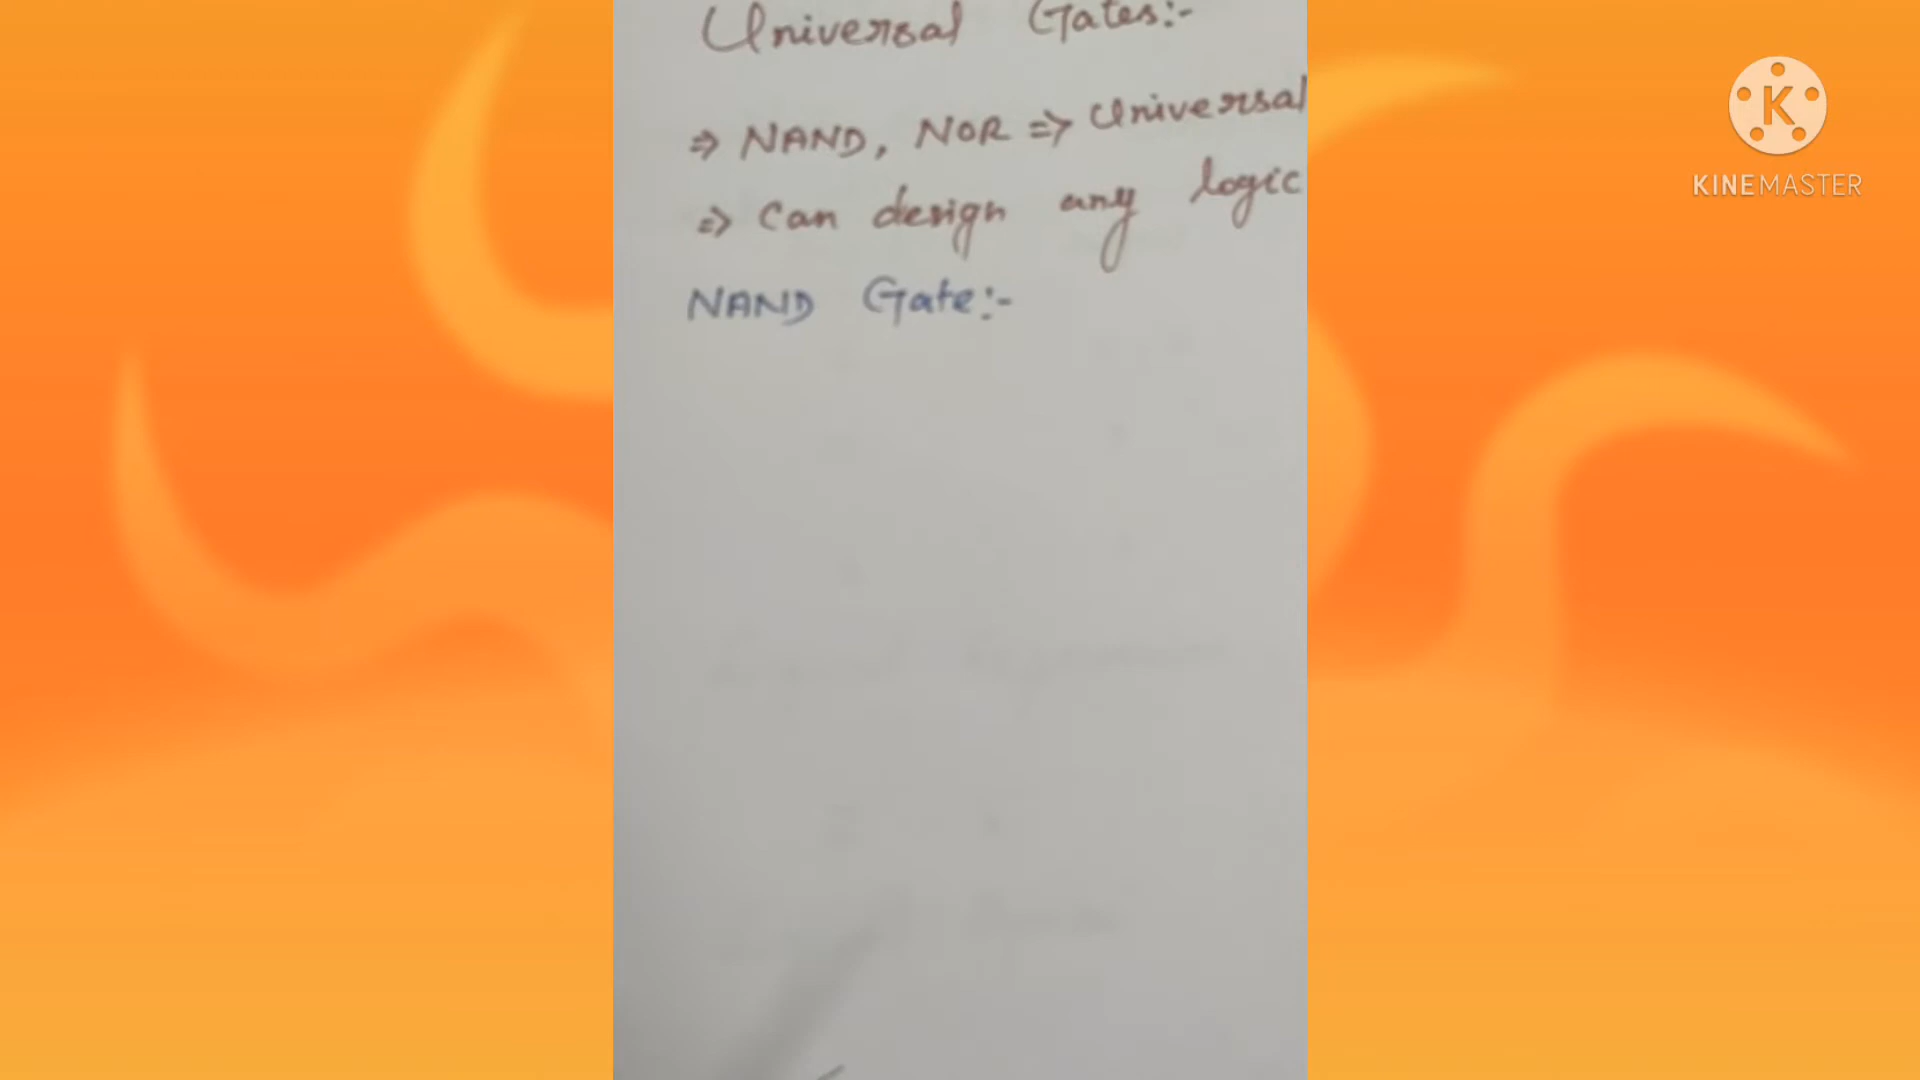 Universal Gates:-
⇒ NAND, NOR ⇒ Universal
⇒ Can design any logic
NAND Gate:-
K
KINEMASTER